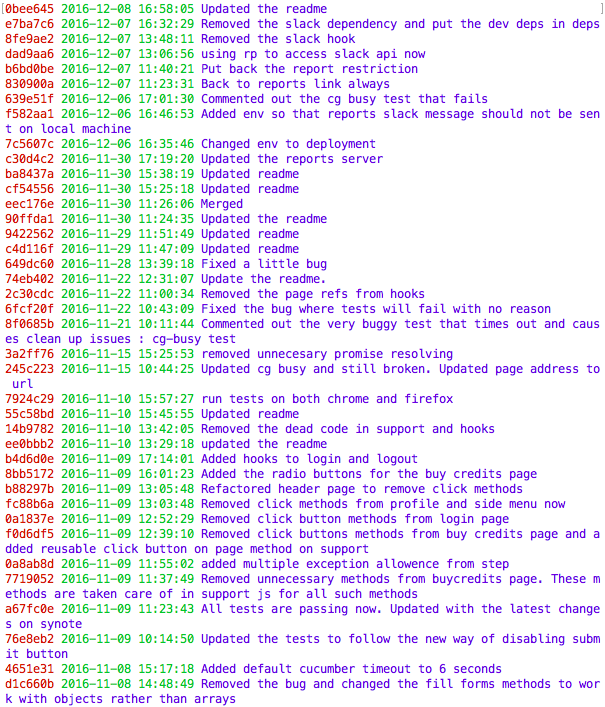 0bee645 2016-12-08 16:58:05 Updated the readme
e7ba7c6 2016-12-07 16:32:29 Removed the slack dependency and put the dev deps in deps
8fe9ae2 2016-12-07 13:48:11 Removed the slack hook
dad9aa6 2016-12-07 13:06:56 using rp to access slack api now
b6bd0be 2016-12-07 11:40:21 Put back the report restriction
830900a 2016-12-07 11:23:31 Back to reports link always
639e51f 2016-12-06 17:01:30 Commented out the cg busy test that fails
f582aa1 2016-12-06 16:46:53 Added env so that reports slack message should not be sen
t on local machine
7c5607c 2016-12-06 16:35:46 Changed env to deployment
c30d4c2 2016-11-30 17:19:20 Updated the reports server
ba8437a 2016-11-30 15:38:19 Updated readme
cf54556 2016-11-30 15:25:18 Updated readme
eec176e 2016-11-30 11:26:06 Merged
90ffda1 2016-11-30 11:24:35 Updated the readme
9422562 2016-11-29 11:51:49 Updated readme
c4d116f 2016-11-29 11:47:09 Updated readme
649dc60 2016-11-28 13:39:18 Fixed a little bug
74eb402 2016-11-22 12:31:07 Update the readme.
2c30cdc 2016-11-22 11:00:34 Removed the page refs from hooks
6fcf20f 2016-11-22 10:43:09 Fixed the bug where tests will fail with no reason
8f0685b 2016-11-21 10:11:44 Commented out the very buggy test that times out and caus
es clean up issues : cg-busy test
3a2ff76 2016-11-15 15:25:53 removed unnecesary promise resolving
245c223 2016-11-15 10:44:25 Updated cg busy and still broken. Updated page address to
url
7924c29 2016-11-10 15:57:27 run tests on both chrome and firefox
55c58bd 2016-11-10 15:45:55 Updated readme
14b9782 2016-11-10 13:42:05 Removed the dead code in support and hooks
ee0bbb2 2016-11-10 13:29:18 updated the readme
b4d6d0e 2016-11-09 17:14:01 Added hooks to login and logout
8bb5172 2016-11-09 16:01:23 Added the radio buttons for the buy credits page
b88297b 2016-11-09 13:05:48 Refactored header page to remove click methods
fc88b6a 2016-11-09 13:03:48 Removed click methods from profile and side menu now
0a1837e 2016-11-09 12:52:29 Removed click button methods from login page
f0d6df5 2016-11-09 12:39:10 Removed click buttons methods from buy credits page and a
dded reusable click button on page method on support
0a8ab8d 2016-11-09 11:55:02 added multiple exception allowence from step
7719052 2016-11-09 11:37:49 Removed unnecessary methods from buycredits page. These m
ethods are taken care of in support js for all such methods
a67fc0e 2016-11-09 11:23:43 All tests are passing now. Updated with the latest change
s on synote
76e8eb2 2016-11-09 10:14:50 Updated the tests to follow the new way of disabling subm
it button
4651e31 2016-11-08 15:17:18 Added default cucumber timeout to 6 seconds
d1c660b 2016-11-08 14:48:49 Removed the bug and changed the fill forms methods to wor
k with objects rather than arrays